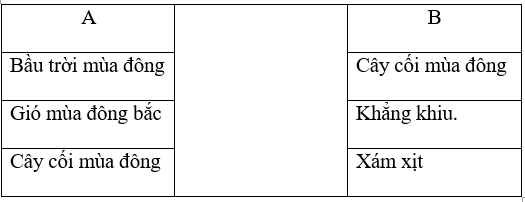 A B
Bầu trời mùa đông Cây cối mùa đông
Gió mùa đông bắc Khẳng khiu.
Cây cối mùa đông Xám xịt